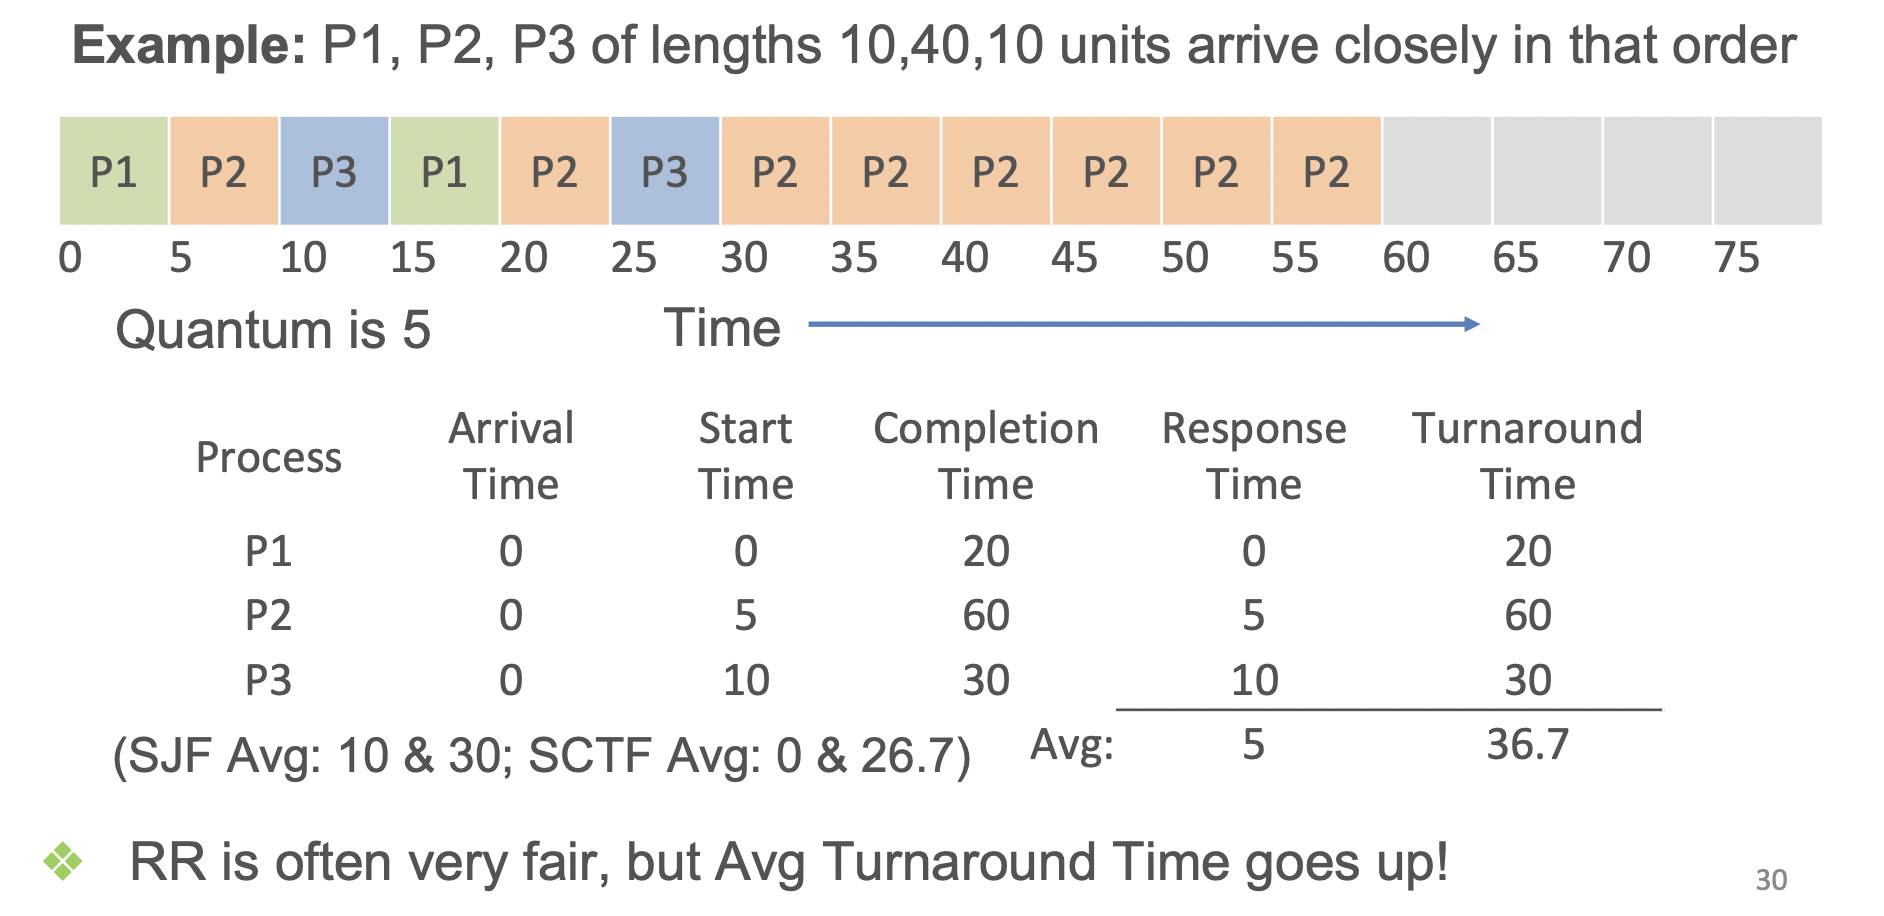 Example: P1, P2, P3 of lengths 10,40,10 units arrive closely in that order
P1 P2 P3 P1 P2 P3 P2 P2 P2 P2 P2 P2
0 5 10 15 20 25 30 35 40 45 50 55 60 65 70 75
Quantum is 5 Time
Process Arrival Time Start Time Completion Time Response Time Turnaround Time
P1 0 0 20 0 20
P2 0 5 60 5 60
P3 0 10 30 10 30
(SJF Avg: 10 & 30; SCTF Avg: 0 & 26.7) Avg: 5 36.7
RR is often very fair, but Avg Turnaround Time goes up!
30